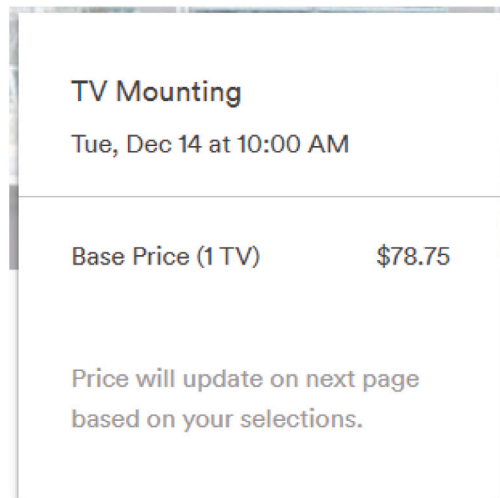 TV Mounting
Tue, Dec 14 at 10:00 AM
Base Price (1 TV) $78.75
Price will update on next page
based on your selections.